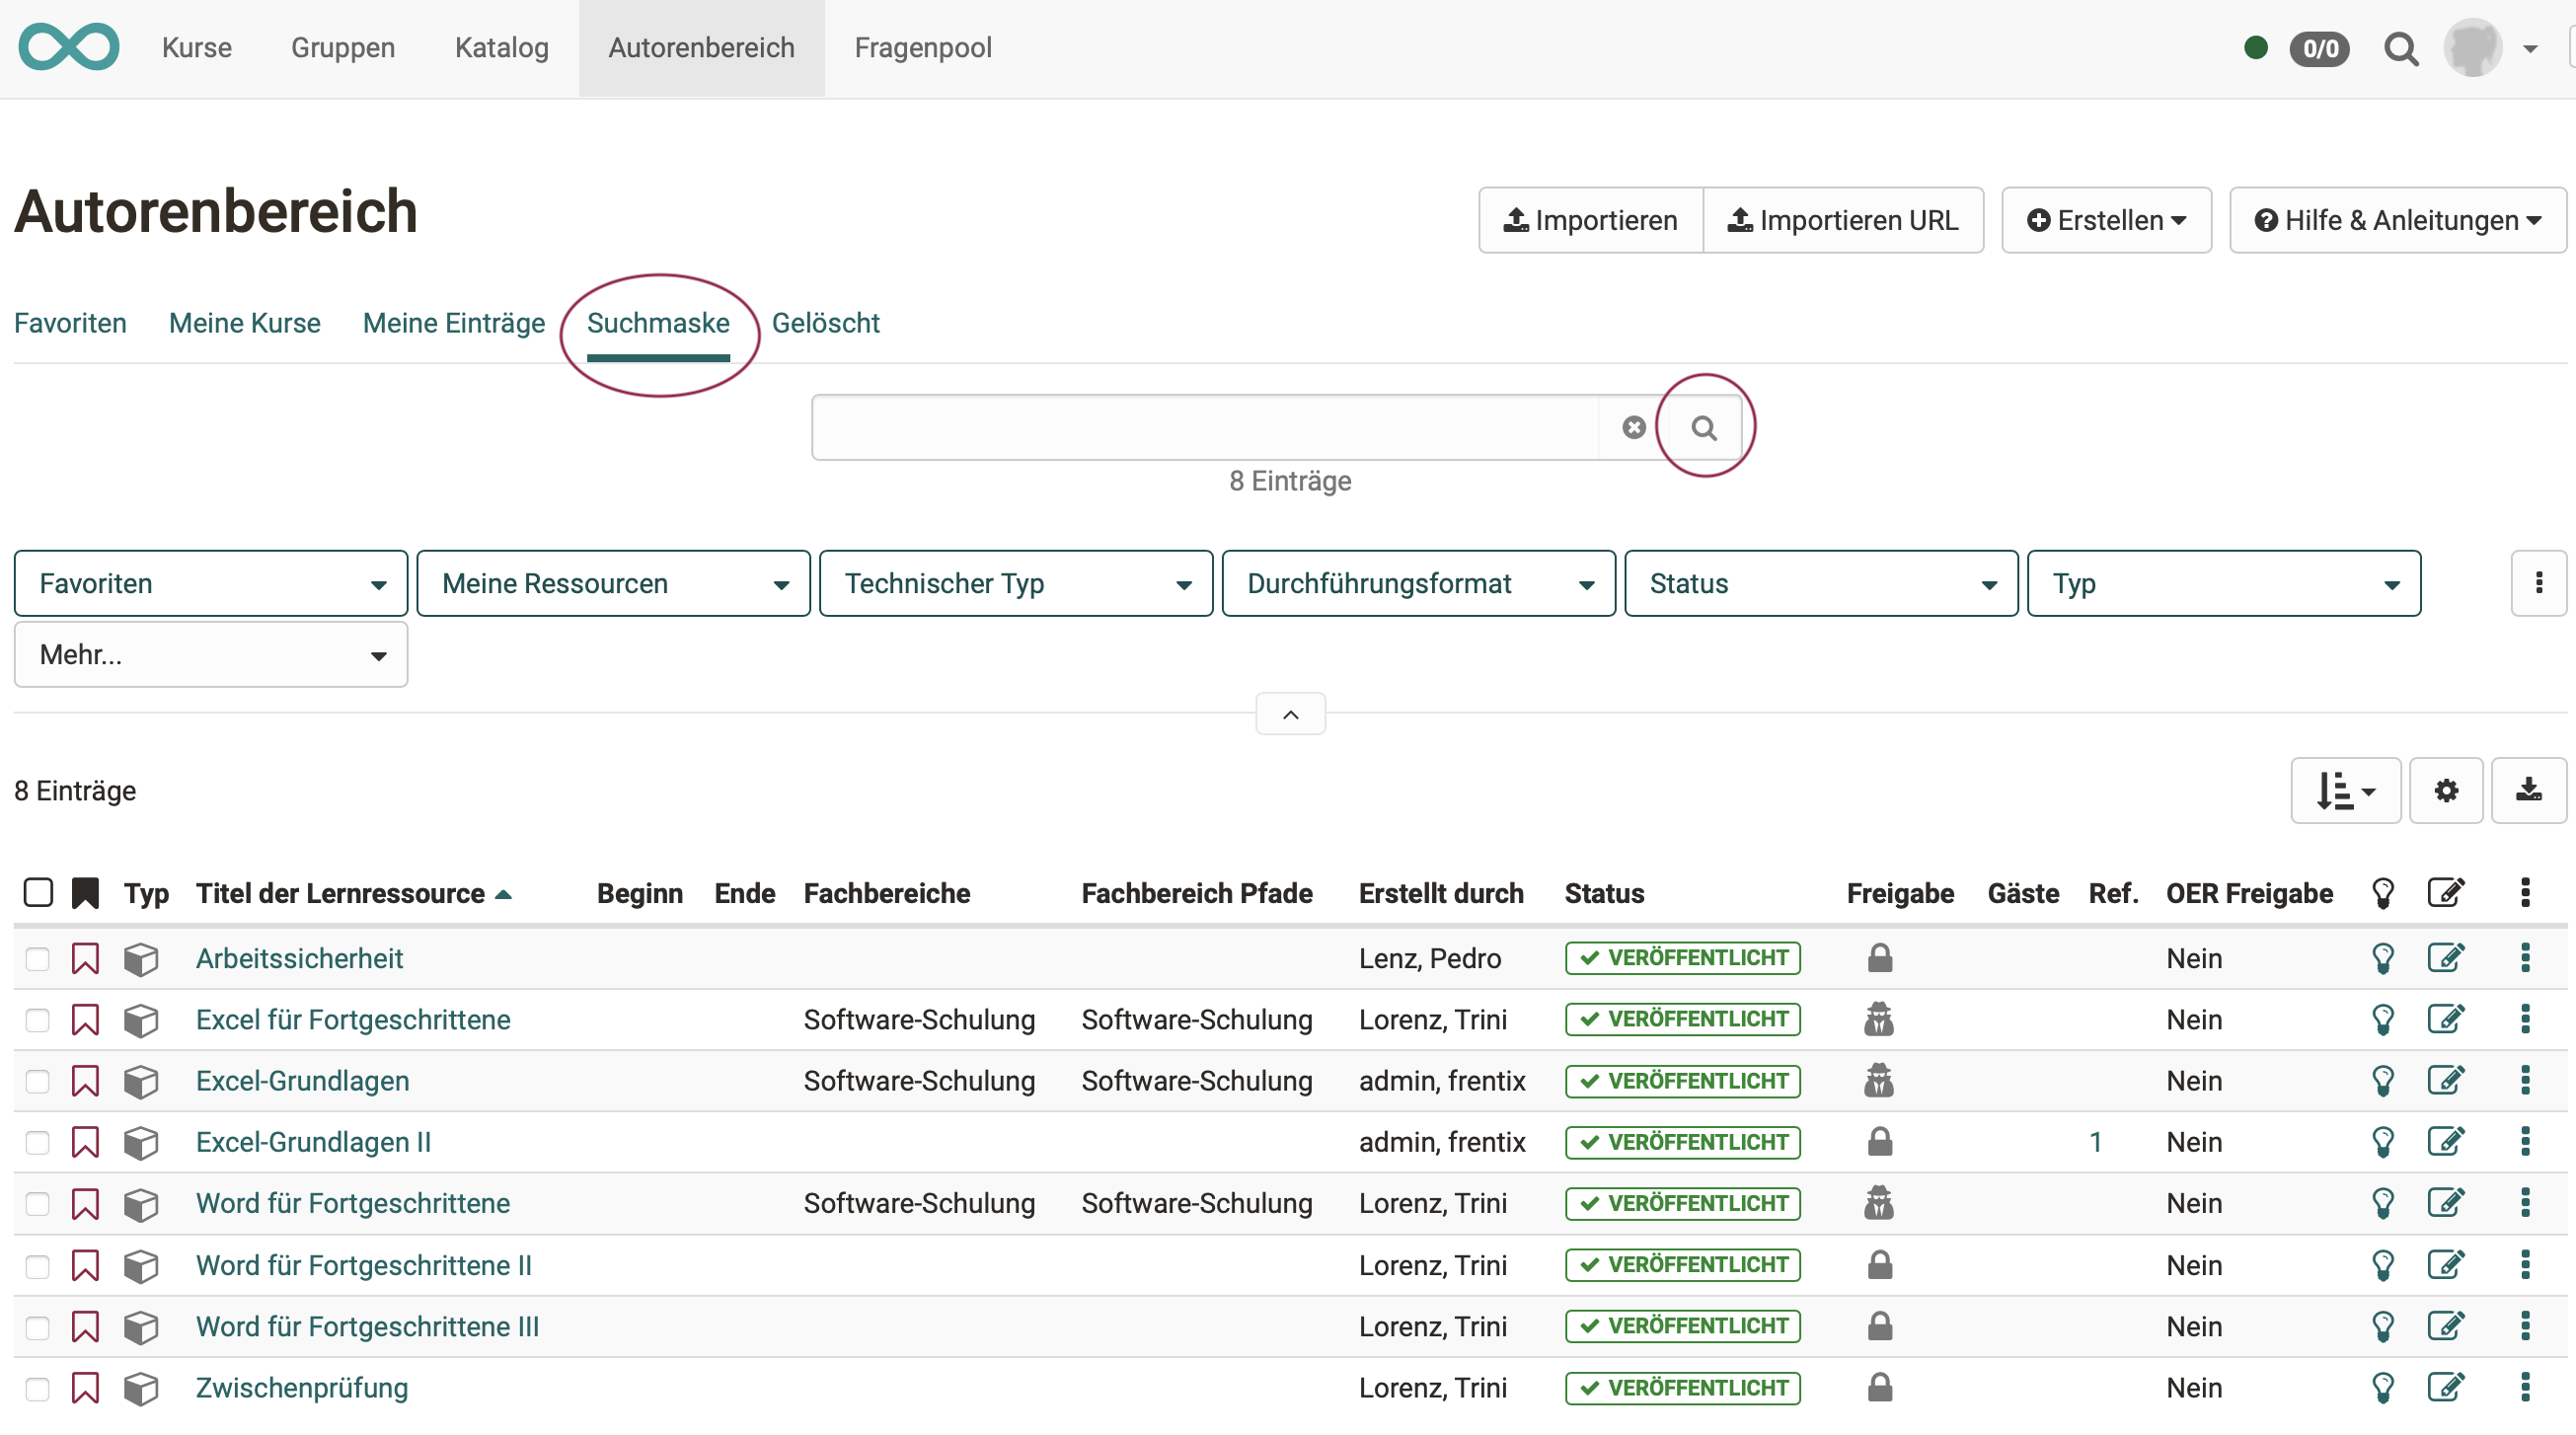 Kurse Gruppen Katalog Autorenbereich Fragenpool 0/0
Autorenbereich
Importieren Importieren URL Erstellen Hilfe & Anleitungen
Favoriten Meine Kurse Meine Einträge Suchmaske Gelöscht
8 Einträge
Favoriten Meine Ressourcen Technischer Typ Durchführungsformat Status Typ
Mehr...
8 Einträge
Typ Titel der Lernressource Beginn Ende Fachbereiche Fachbereich Pfade Erstellt durch Status Freigabe Gäste Ref. OER Freigabe
Arbeitssicherheit Lenz, Pedro VERÖFFENTLICHT Nein
Excel für Fortgeschrittene Software-Schulung Software-Schulung Lorenz, Trini VERÖFFENTLICHT Nein
Excel-Grundlagen Software-Schulung Software-Schulung admin, frentix VERÖFFENTLICHT Nein
Excel-Grundlagen II admin, frentix VERÖFFENTLICHT 1 Nein
Word für Fortgeschrittene Software-Schulung Software-Schulung Lorenz, Trini VERÖFFENTLICHT Nein
Word für Fortgeschrittene II Lorenz, Trini VERÖFFENTLICHT Nein
Word für Fortgeschrittene III Lorenz, Trini VERÖFFENTLICHT Nein
Zwischenprüfung Lorenz, Trini VERÖFFENTLICHT Nein